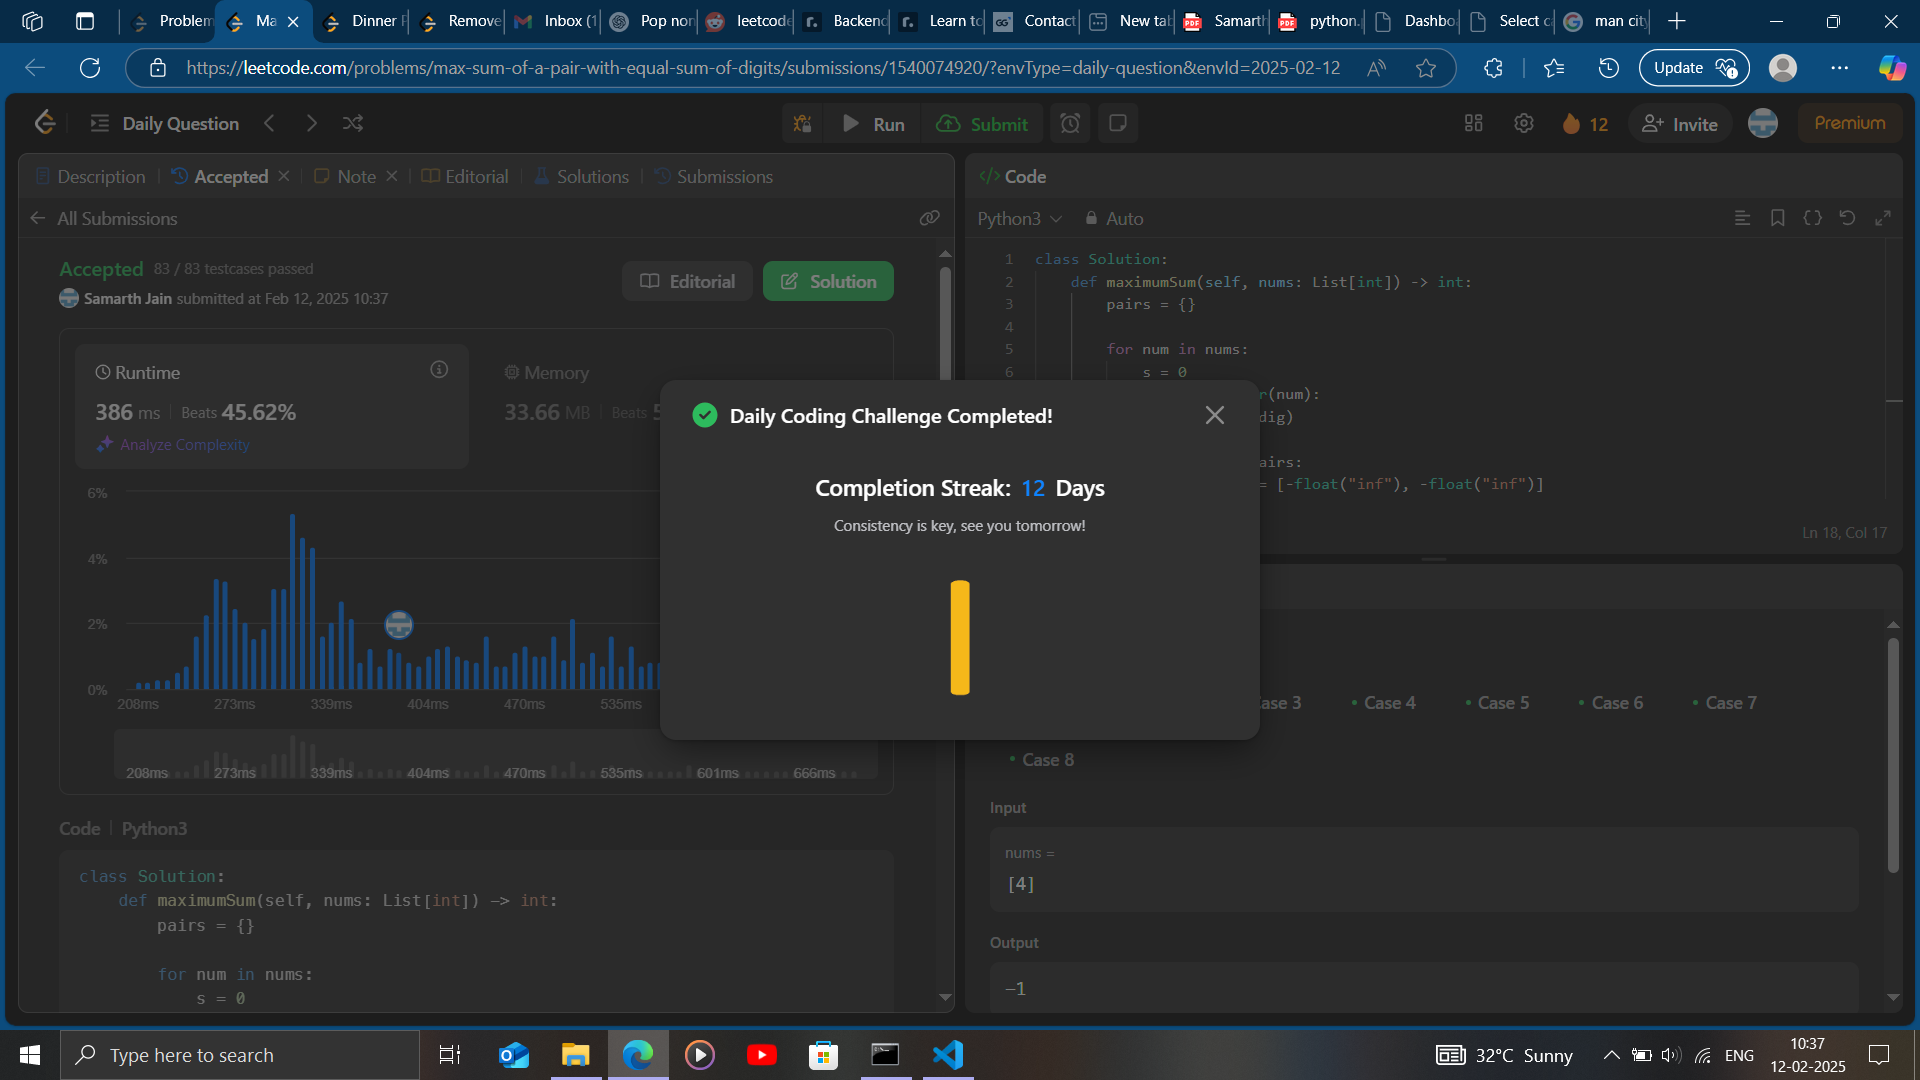 Problem
Ma
Dinner P
Remove
Inbox (1
Pop non
leetcode
Backend
Learn to
Contact
New tab
Samarth
python.p
Dashbo
Select c
man city
https://leetcode.com/problems/max-sum-of-a-pair-with-equal-sum-of-digits/submissions/1540074920/?envType=daily-question&envId=2025-02-12
Update
Daily Question
Run
Submit
12
Invite
Premium
Description
Accepted
Note
Editorial
Solutions
Submissions
All Submissions
Accepted 83 / 83 testcases passed
Samarth Jain submitted at Feb 12, 2025 10:37
Editorial
Solution
Runtime
386 ms Beats 45.62%
Analyze Complexity
Memory
33.66 MB Beats 5
6%
4%
2%
0%
208ms 273ms 339ms 404ms 470ms 535ms
208ms 273ms 339ms 404ms 470ms 535ms 601ms 666ms
Code | Python3
class Solution:
def maximumSum(self, nums: List[int]) -> int:
pairs = {}
for num in nums:
s = 0
Daily Coding Challenge Completed!
Completion Streak: 12 Days
Consistency is key, see you tomorrow!
</> Code
Python3
Auto
1 class Solution:
2 def maximumSum(self, nums: List[int]) -> int:
3 pairs = {}
4
5 for num in nums:
6 s = 0
r(num):
dig)
airs:
= [-float("inf"), -float("inf")]
Ln 18, Col 17
ase 3
Case 4
Case 5
Case 6
Case 7
Case 8
Input
nums =
[4]
Output
-1
Type here to search
32°C Sunny
ENG
10:37
12-02-2025